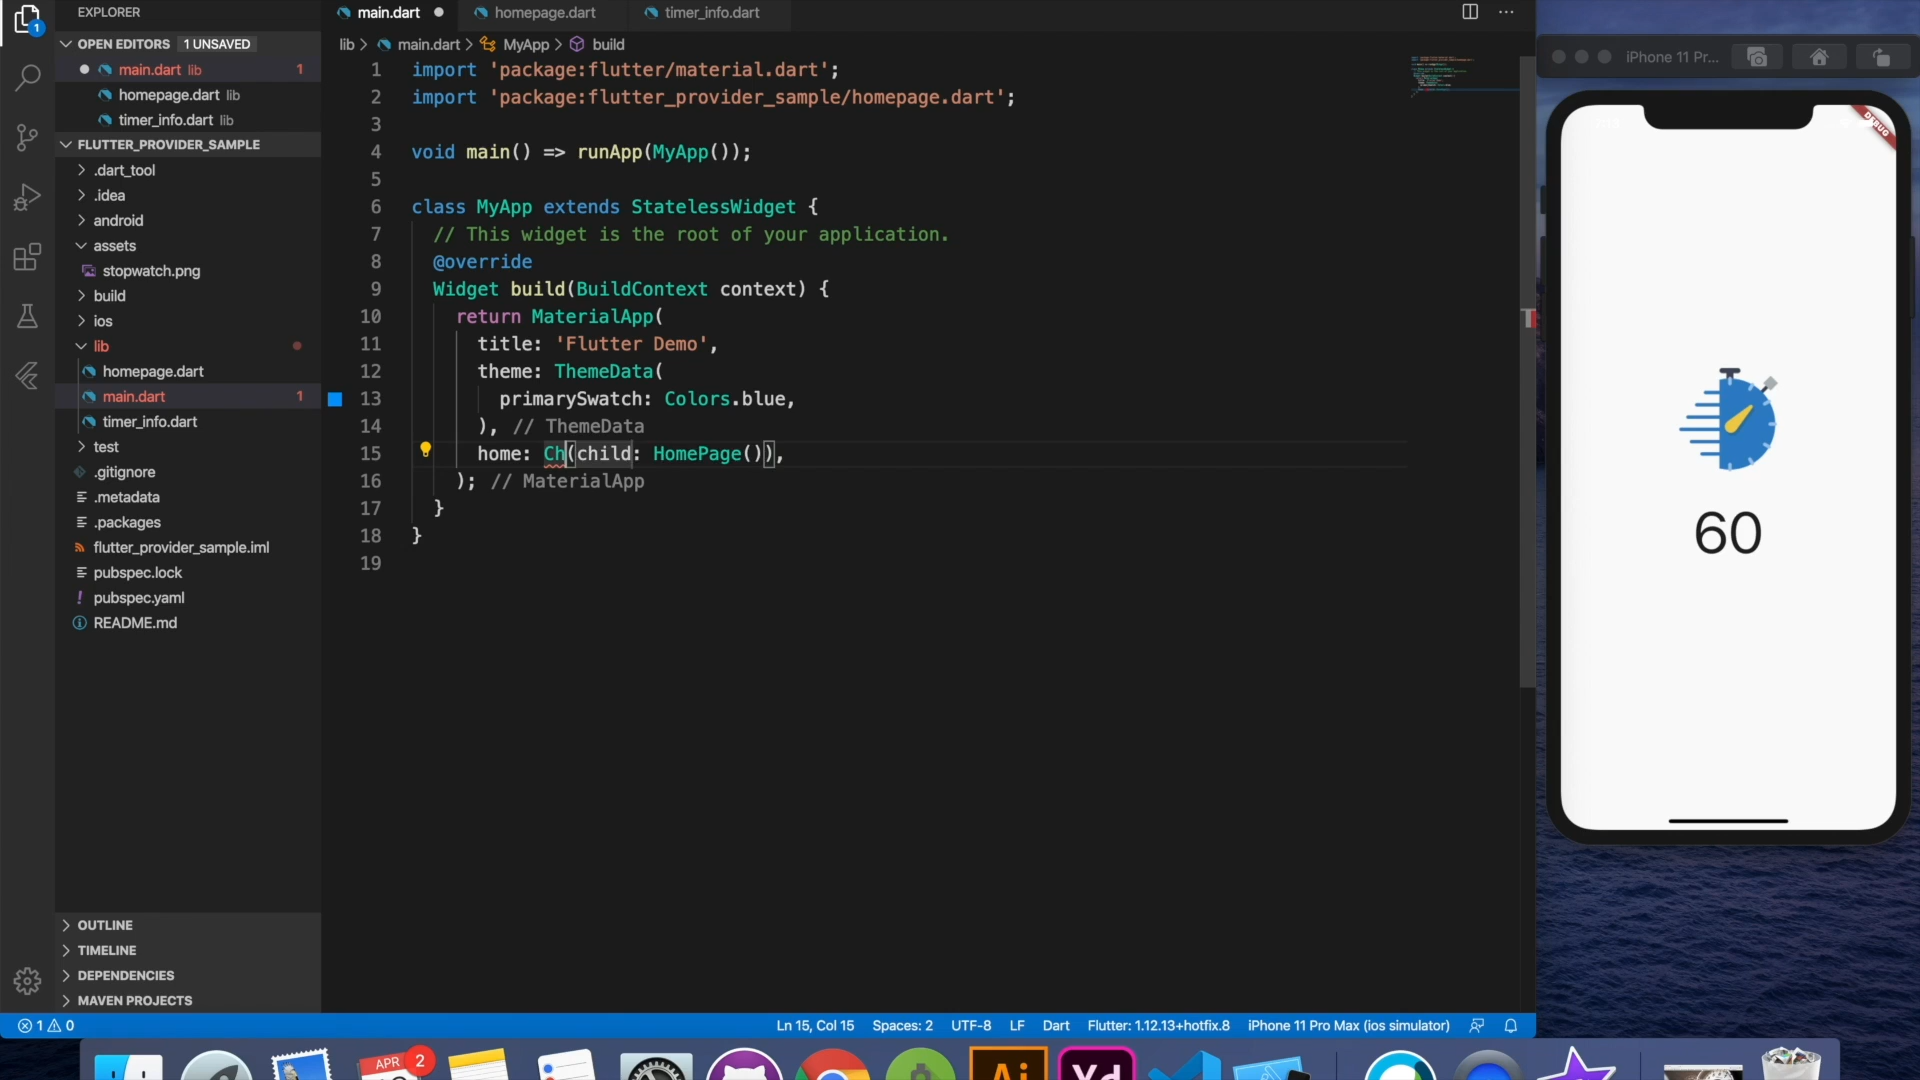 EXPLORER
OPEN EDITORS 1 UNSAVED
main.dart lib 1
homepage.dart lib
timer_info.dart lib
FLUTTER_PROVIDER_SAMPLE
.dart_tool
.idea
android
assets
stopwatch.png
build
ios
lib
homepage.dart
main.dart 1
timer_info.dart
test
.gitignore
.metadata
.packages
flutter_provider_sample.iml
pubspec.lock
pubspec.yaml
README.md
OUTLINE
TIMELINE
DEPENDENCIES
MAVEN PROJECTS
1
main.dart homepage.dart timer_info.dart
lib > main.dart > MyApp > build
1 import 'package:flutter/material.dart';
2 import 'package:flutter_provider_sample/homepage.dart';
3
4 void main() => runApp(MyApp());
5
6 class MyApp extends StatelessWidget {
7 // This widget is the root of your application.
8 @override
9 Widget build(BuildContext context) {
10 return MaterialApp(
11 title: 'Flutter Demo',
12 theme: ThemeData(
13 primarySwatch: Colors.blue,
14 ), // ThemeData
15 home: Ch(child: HomePage()),
16 ); // MaterialApp
17 }
18 }
19
iPhone 11 Pr...
DEBUG
60
1 0 Ln 15, Col 15 Spaces: 2 UTF-8 LF Dart Flutter: 1.12.13+hotfix.8 iPhone 11 Pro Max (ios simulator)
APR 2
Ai
Xd